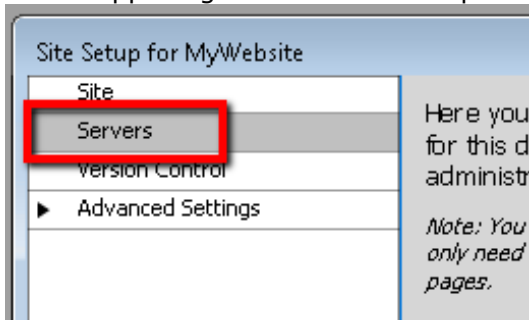 Site Setup for MyWebsite
Site
Servers
Version Control
Advanced Settings
Here you
for this d
administr
Note: You
only need
pages.